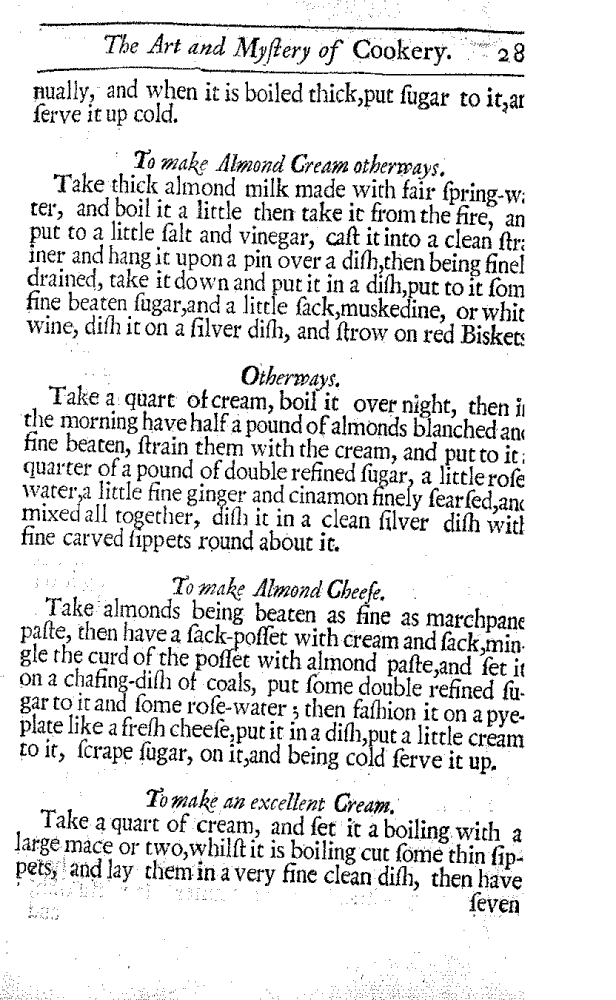 The Art and Myſtery of Cookery. 28
nually, and when it is boiled thick,put ſugar to it,an
ſerve it up cold.
To make Almond Cream otherways.
Take thick almond milk made with fair ſpring-wa
ter, and boil it a little then take it from the fire, an
put to a little ſalt and vinegar, caſt it into a clean ſtra
iner and hang it upon a pin over a diſh,then being finel
drained, take it down and put it in a diſh,put to it ſom
fine beaten ſugar,and a little ſack,muskedine, or whit
wine, diſh it on a ſilver diſh, and ſtrow on red Biskets
Otherways.
Take a quart of cream, boil it over night, then in
the morning have half a pound of almonds blanched and
fine beaten, ſtrain them with the cream, and put to it a
quarter of a pound of double refined ſugar, a little roſe
water,a little fine ginger and cinamon finely ſearſed,and
mixed all together, diſh it in a clean ſilver diſh with
fine carved ſippets round about it.
To make Almond Cheeſe.
Take almonds being beaten as fine as marchpane
paſte, then have a ſack-poſſet with cream and ſack,min-
gle the curd of the poſſet with almond paſte,and ſet it
on a chafing-diſh of coals, put ſome double refined ſu-
gar to it and ſome roſe-water ; then faſhion it on a pye-
plate like a freſh cheeſe,put it in a diſh,put a little cream
to it, ſcrape ſugar, on it,and being cold ſerve it up.
To make an excellent Cream.
Take a quart of cream, and ſet it a boiling with a
large mace or two,whilſt it is boiling cut ſome thin ſip-
pets, and lay them in a very fine clean diſh, then have
ſeven